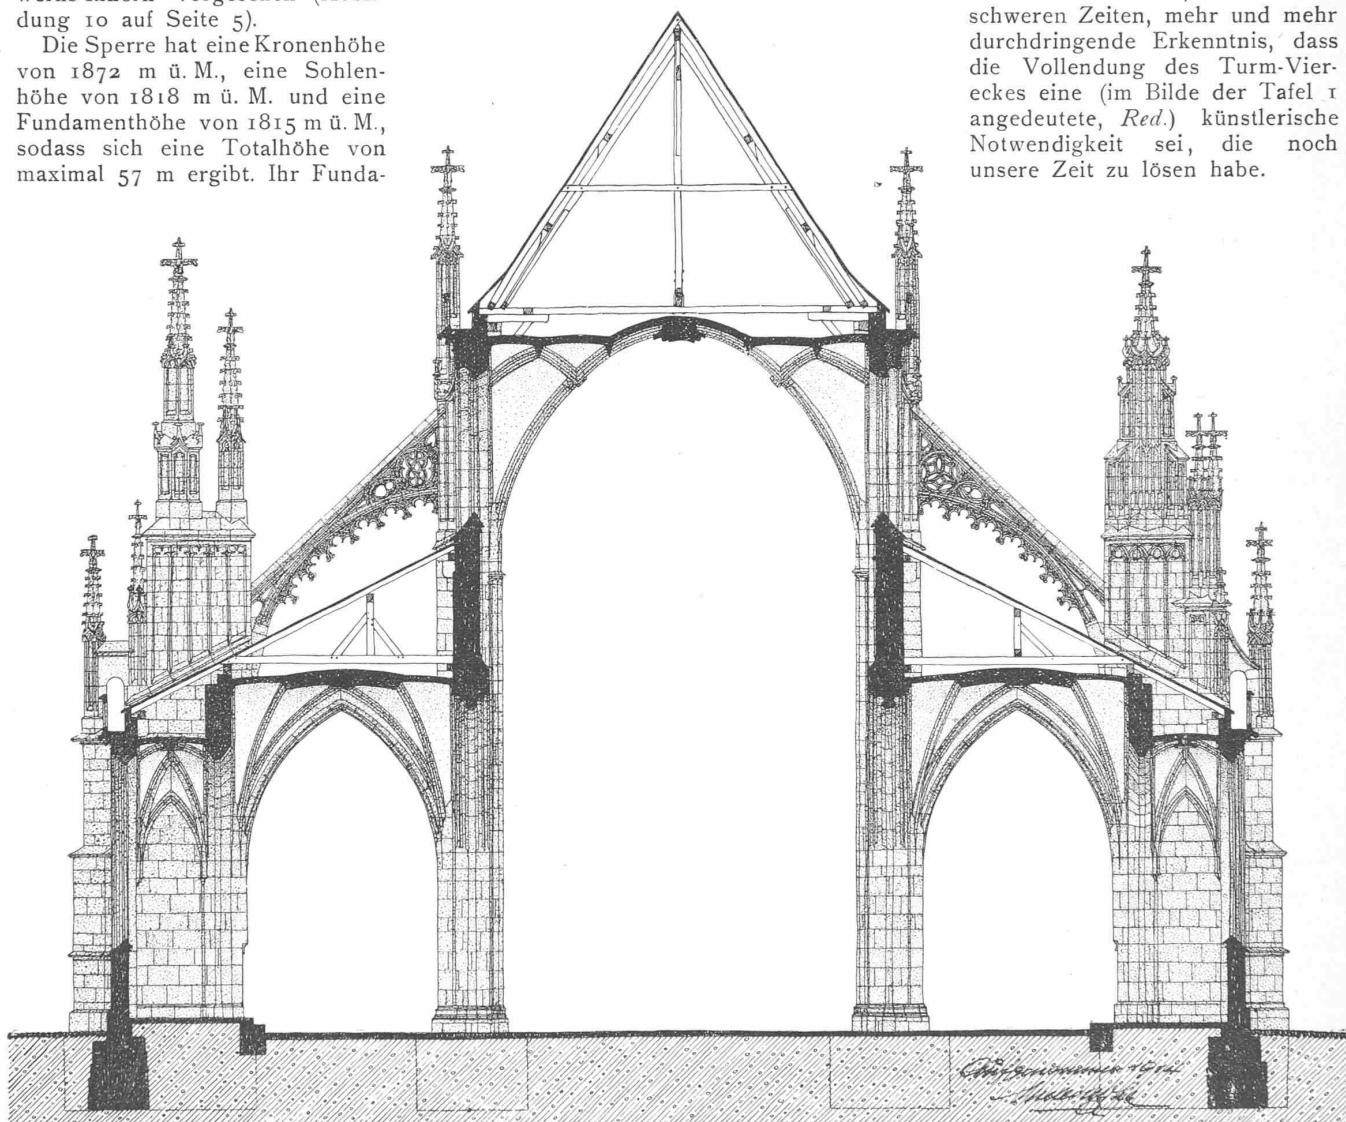 dung 10 auf Seite 5).
Die Sperre hat eine Kronenhöhe
von 1872 m ü. M., eine Sohlen-
höhe von 1818 m ü. M. und eine
Fundamenthöhe von 1815 m ü. M.,
sodass sich eine Totalhöhe von
maximal 57 m ergibt. Ihr Funda-
schweren Zeiten, mehr und mehr
durchdringende Erkenntnis, dass
die Vollendung des Turm-Vier-
eckes eine (im Bilde der Tafel 1
angedeutete, Red.) künstlerische
Notwendigkeit sei, die noch
unsere Zeit zu lösen habe.
Aufgenommen